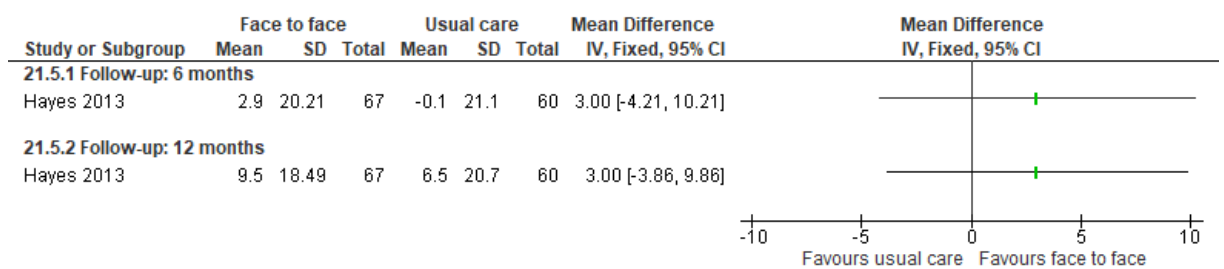 Face to face Usual care Mean Difference Mean Difference
Study or Subgroup Mean SD Total Mean SD Total IV, Fixed, 95% CI IV, Fixed, 95% CI
21.5.1 Follow-up: 6 months
Hayes 2013 2.9 20.21 67 -0.1 21.1 60 3.00 [-4.21, 10.21]
21.5.2 Follow-up: 12 months
Hayes 2013 9.5 18.49 67 6.5 20.7 60 3.00 [-3.86, 9.86]
-10 -5 0 5 10
Favours usual care Favours face to face